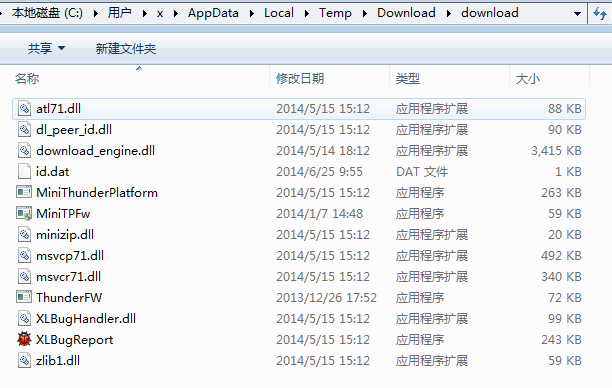 本地磁盘 (C:) 用户 x AppData Local Temp Download download
共享 新建文件夹
名称 修改日期 类型 大小
atl71.dll 2014/5/15 15:12 应用程序扩展 88 KB
dl_peer_id.dll 2014/5/15 15:12 应用程序扩展 90 KB
download_engine.dll 2014/5/14 18:12 应用程序扩展 3,415 KB
id.dat 2014/6/25 9:55 DAT 文件 1 KB
MiniThunderPlatform 2014/5/15 15:12 应用程序 263 KB
MiniTPFw 2014/1/7 14:48 应用程序 59 KB
minizip.dll 2014/5/15 15:12 应用程序扩展 20 KB
msvcp71.dll 2014/5/15 15:12 应用程序扩展 492 KB
msvcr71.dll 2014/5/15 15:12 应用程序扩展 340 KB
ThunderFW 2013/12/26 17:52 应用程序 72 KB
XLBugHandler.dll 2014/5/15 15:12 应用程序扩展 99 KB
XLBugReport 2014/5/15 15:12 应用程序 243 KB
zlib1.dll 2014/5/15 15:12 应用程序扩展 59 KB